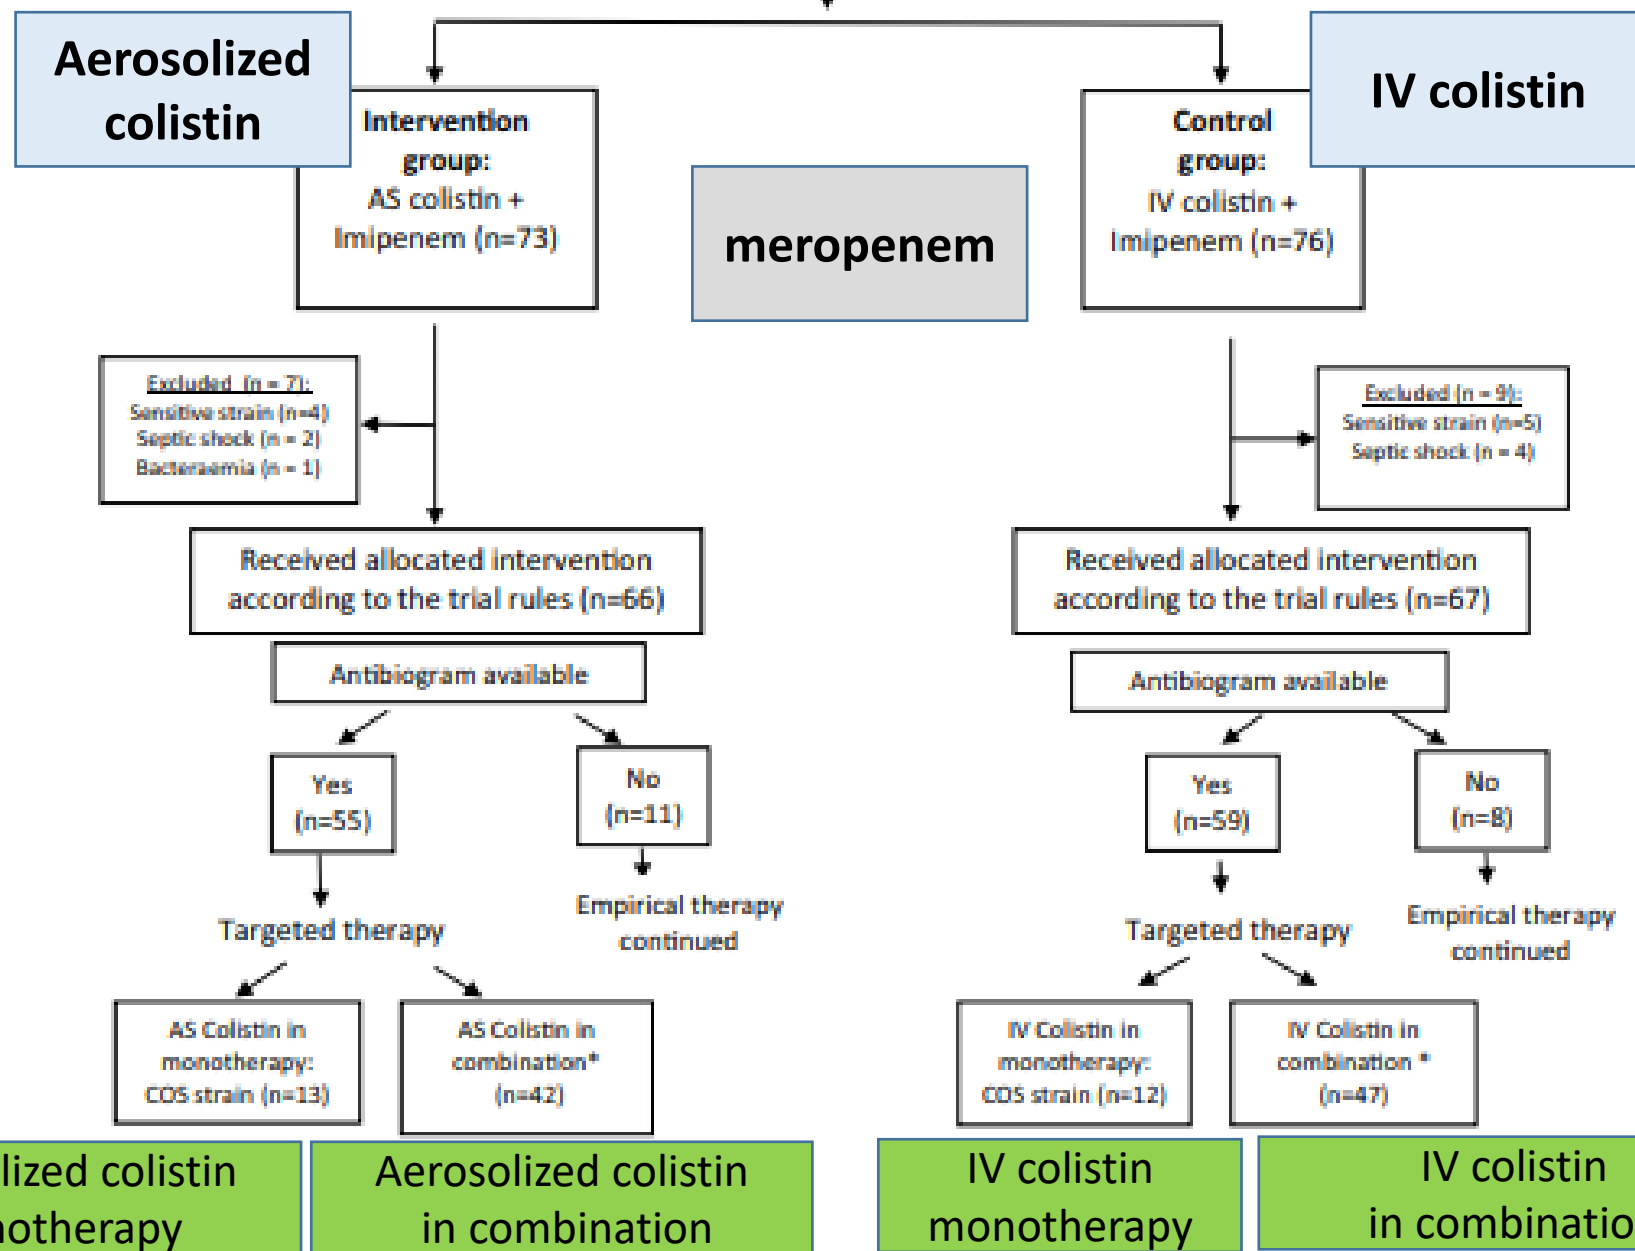 Aerosolized
colistin
IV colistin
Intervention
group:
AS colistin +
Imipenem (n=73)
meropenem
Control
group:
IV colistin +
Imipenem (n=76)
Excluded (n = 7):
Sensitive strain (n=4)
Septic shock (n = 2)
Bacteraemia (n = 1)
Excluded (n = 9):
Sensitive strain (n=5)
Septic shock (n = 4)
Received allocated intervention
according to the trial rules (n=66)
Received allocated intervention
according to the trial rules (n=67)
Antibiogram available
Antibiogram available
Yes
(n=55)
No
(n=11)
Yes
(n=59)
No
(n=8)
Targeted therapy
Empirical therapy
continued
Targeted therapy
Empirical therapy
continued
AS Colistin in
monotherapy:
COS strain (n=13)
AS Colistin in
combination*
(n=42)
IV Colistin in
monotherapy:
COS strain (n=12)
IV Colistin in
combination *
(n=47)
lized colistin
notherapy
Aerosolized colistin
in combination
IV colistin
monotherapy
IV colistin
in combinatio